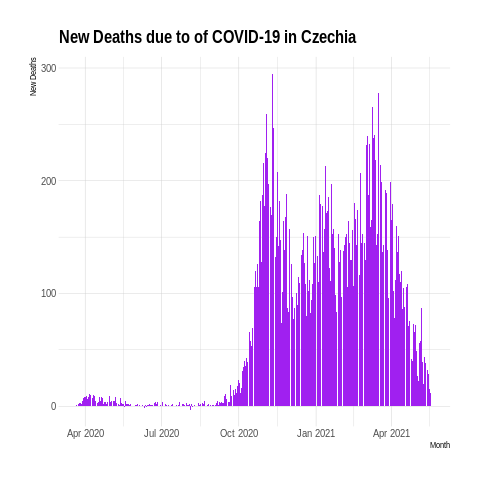 New Deaths due to of COVID-19 in Czechia
New Deaths
300
200
100
0
Apr 2020 Jul 2020 Oct 2020 Jan 2021 Apr 2021
Month